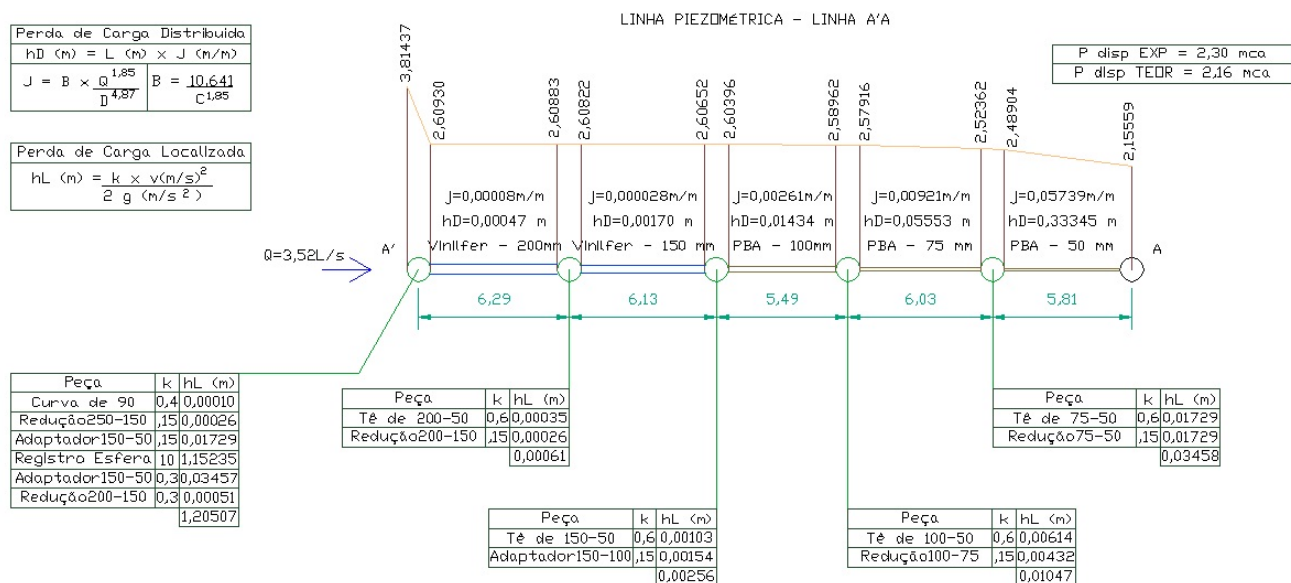 LINHA PIEZOMÉTRICA - LINHA A'A
Perda de Carga Distribuida
hD (m) = L (m) x J (m/m)
J = B x Q^1,85 / D^4,87
B = 10.641 / C^1,85
Perda de Carga Localizada
hL (m) = k x v(m/s)² / 2 g (m/s²)
P disp EXP = 2,30 mca
P disp TEOR = 2,16 mca
3,81437
2,60930
2,60883
2,60822
2,60652
2,60396
2,58962
2,57916
2,52362
2,48904
2,15559
J=0,00008m/m
hD=0,00047 m
Vinilfer - 200mm
J=0,000028m/m
hD=0,00170 m
Vinilfer - 150 mm
J=0,00261m/m
hD=0,01434 m
PBA - 100mm
J=0,00921m/m
hD=0,05553 m
PBA - 75 mm
J=0,05739m/m
hD=0,33345 m
PBA - 50 mm
Q=3,52L/s
A'
A
6,29
6,13
5,49
6,03
5,81
Peça k hL (m)
Curva de 90 0,4 0,00010
Redução250-150 ,15 0,00026
Adaptador150-50 ,15 0,01729
Registro Esfera 10 1,15235
Adaptador150-50 0,3 0,03457
Redução200-150 0,3 0,00051
1,20507
Peça k hL (m)
Tê de 200-50 0,6 0,00035
Redução200-150 ,15 0,00026
0,00061
Peça k hL (m)
Tê de 150-50 0,6 0,00103
Adaptador150-100 ,15 0,00154
0,00256
Peça k hL (m)
Tê de 100-50 0,6 0,00614
Redução100-75 ,15 0,00432
0,01047
Peça k hL (m)
Tê de 75-50 0,6 0,01729
Redução75-50 ,15 0,01729
0,03458